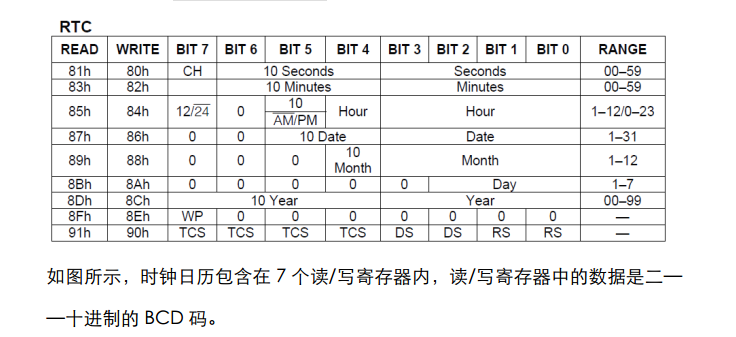 RTC
READ WRITE BIT 7 BIT 6 BIT 5 BIT 4 BIT 3 BIT 2 BIT 1 BIT 0 RANGE
81h 80h CH 10 Seconds Seconds 00–59
83h 82h 10 Minutes Minutes 00–59
85h 84h 12/24 0 10 AM/PM Hour Hour 1–12/0–23
87h 86h 0 0 10 Date Date 1–31
89h 88h 0 0 0 10 Month Month 1–12
8Bh 8Ah 0 0 0 0 0 Day 1–7
8Dh 8Ch 10 Year Year 00–99
8Fh 8Eh WP 0 0 0 0 0 0 0 —
91h 90h TCS TCS TCS TCS DS DS RS RS —
如图所示，时钟日历包含在 7 个读/写寄存器内，读/写寄存器中的数据是二—
—十进制的 BCD 码。